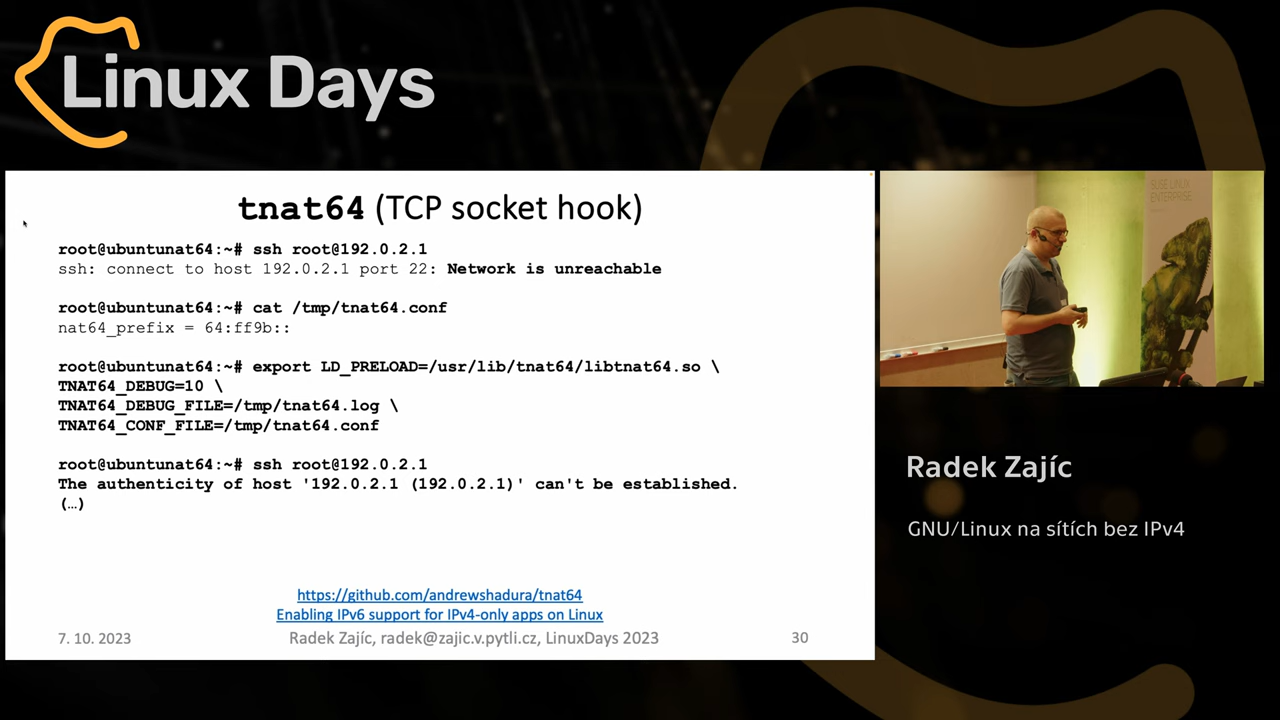 Linux Days
tnat64 (TCP socket hook)
root@ubuntunat64:~# ssh root@192.0.2.1
ssh: connect to host 192.0.2.1 port 22: Network is unreachable
root@ubuntunat64:~# cat /tmp/tnat64.conf
nat64_prefix = 64:ff9b::
root@ubuntunat64:~# export LD_PRELOAD=/usr/lib/tnat64/libtnat64.so \
TNAT64_DEBUG=10 \
TNAT64_DEBUG_FILE=/tmp/tnat64.log \
TNAT64_CONF_FILE=/tmp/tnat64.conf
root@ubuntunat64:~# ssh root@192.0.2.1
The authenticity of host '192.0.2.1 (192.0.2.1)' can't be established.
(…)
https://github.com/andrewshadura/tnat64
Enabling IPv6 support for IPv4-only apps on Linux
7. 10. 2023
Radek Zajíc, radek@zajic.v.pytli.cz, LinuxDays 2023
30
SUSE LINUX
ENTERPRISE
Radek Zajíc
GNU/Linux na sítích bez IPv4